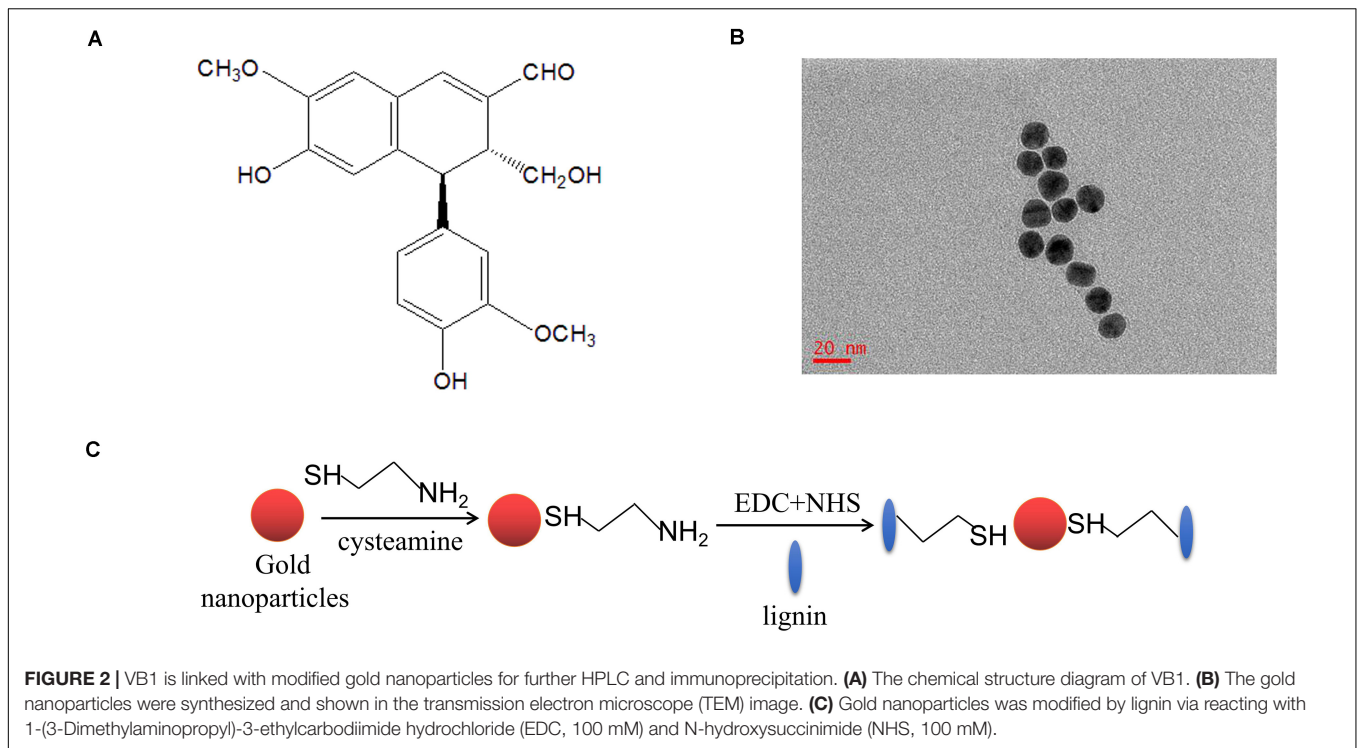 A
CH3O
CHO
HO
CH2OH
OCH3
OH
B
20 nm
C
SH
NH2
cysteamine
Gold
nanoparticles
SH
NH2
EDC+NHS
lignin
SH
SH
FIGURE 2 | VB1 is linked with modified gold nanoparticles for further HPLC and immunoprecipitation. (A) The chemical structure diagram of VB1. (B) The gold
nanoparticles were synthesized and shown in the transmission electron microscope (TEM) image. (C) Gold nanoparticles was modified by lignin via reacting with
1-(3-Dimethylaminopropyl)-3-ethylcarbodiimide hydrochloride (EDC, 100 mM) and N-hydroxysuccinimide (NHS, 100 mM).